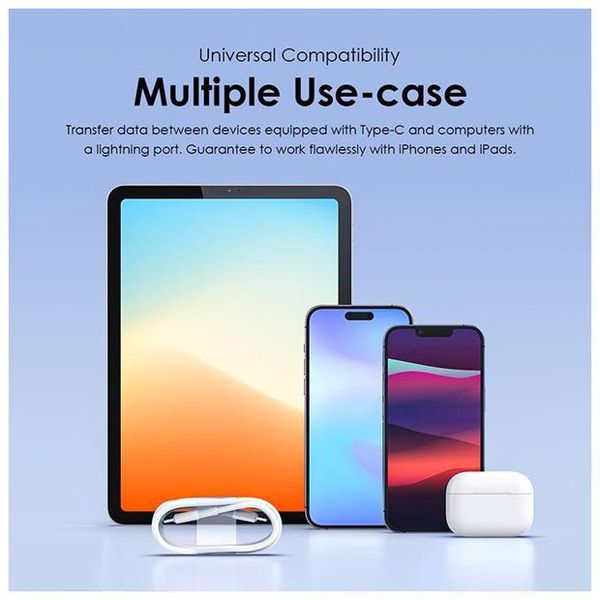 Universal Compatibility
Multiple Use-case
Transfer data between devices equipped with Type-C and computers with
a lightning port. Guarantee to work flawlessly with iPhones and iPads.